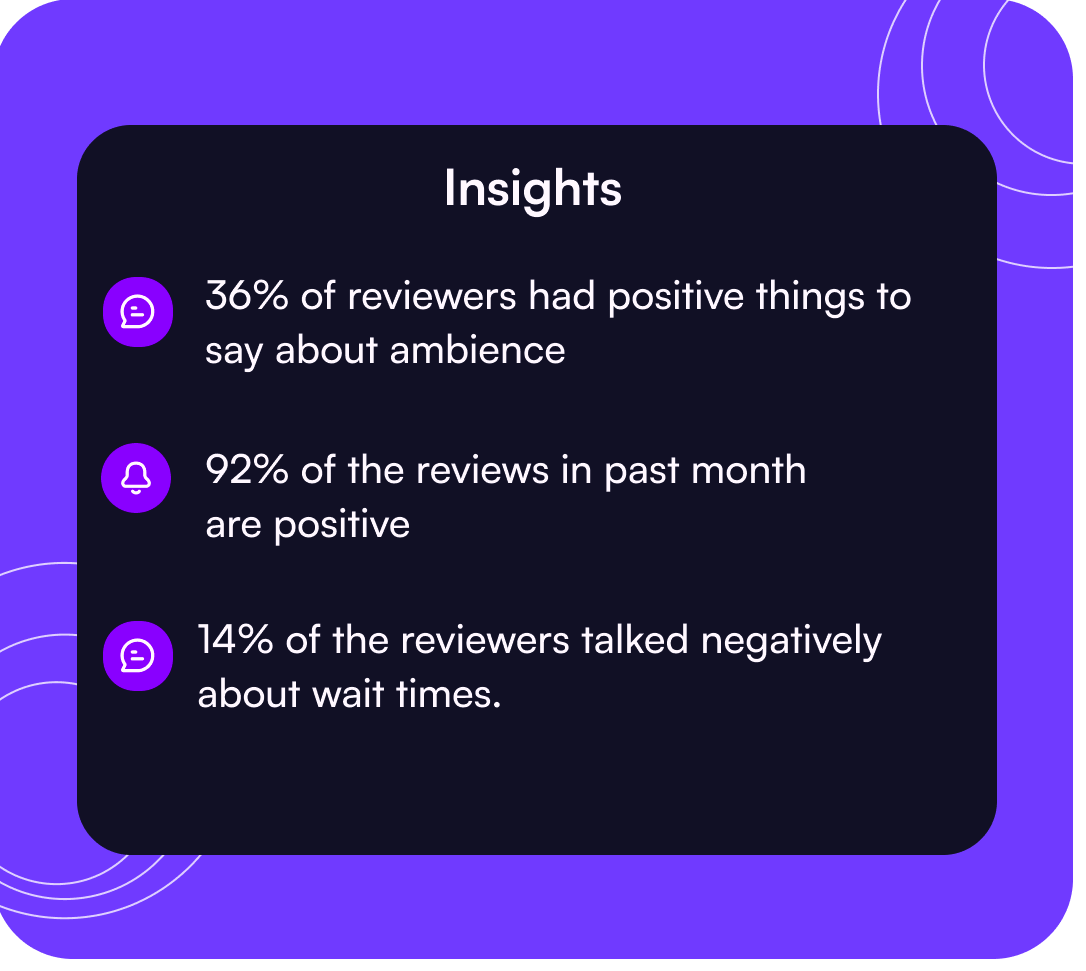 Insights
36% of reviewers had positive things to
say about ambience
92% of the reviews in past month
are positive
14% of the reviewers talked negatively
about wait times.